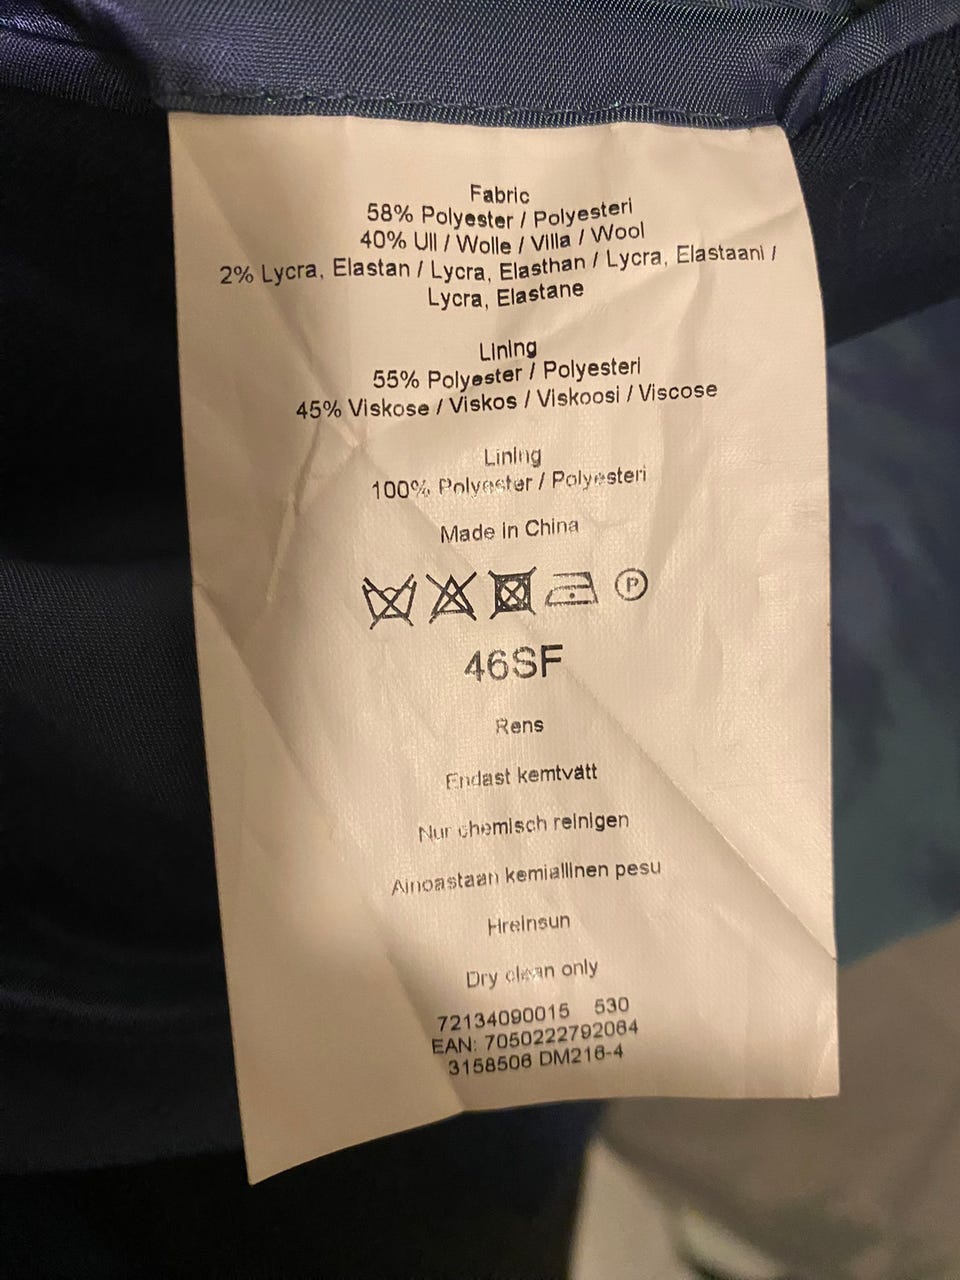 Fabric
58% Polyester / Polyesteri
40% Ull / Wolle / Villa / Wool
2% Lycra, Elastan / Lycra, Elasthan / Lycra, Elastaani /
Lycra, Elastane
Lining
55% Polyester / Polyesteri
45% Viskose / Viskos / Viskoosi / Viscose
Lining
100% Polyester / Polyesteri
Made in China
P
46SF
Rens
Endast kemtvätt
Nur chemisch reinigen
Ainoastaan kemiallinen pesu
Hreinsun
Dry clean only
72134090015 530
EAN: 7050222792064
3158506 DM216-4